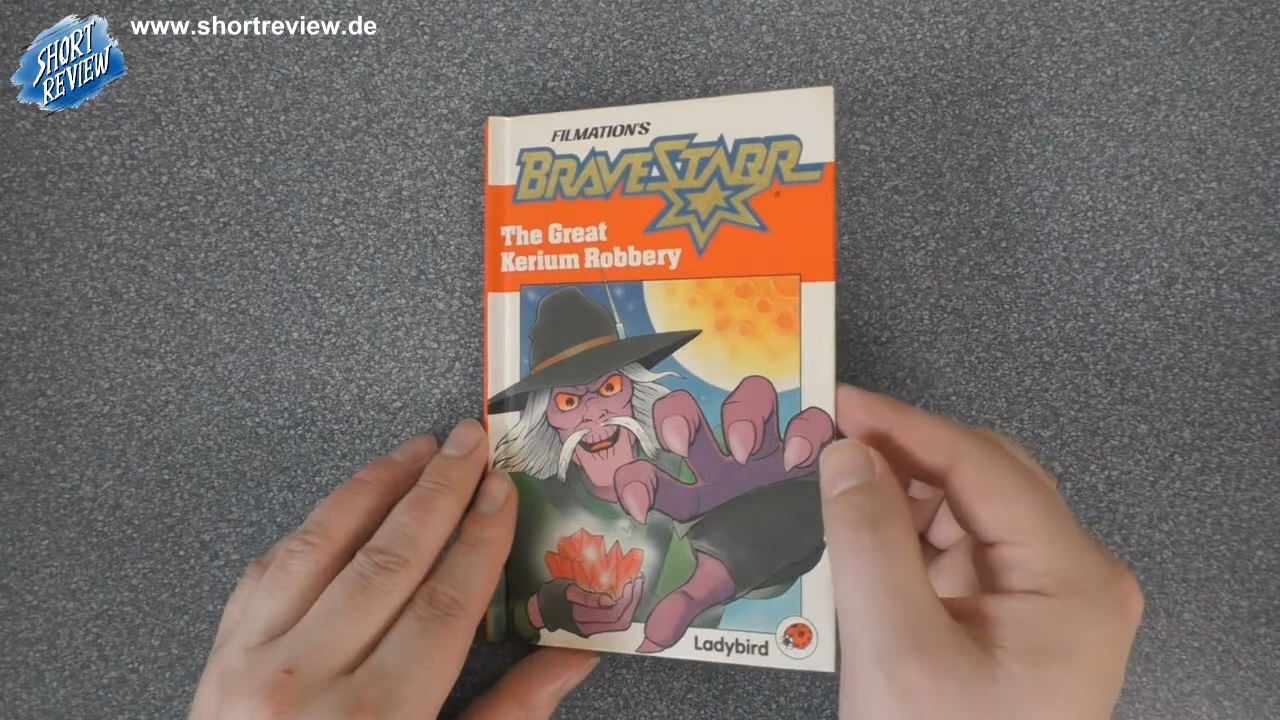 SHORT
REVIEW
www.shortreview.de
FILMATION'S
BRAVESTARR
The Great
Kerium Robbery
Ladybird